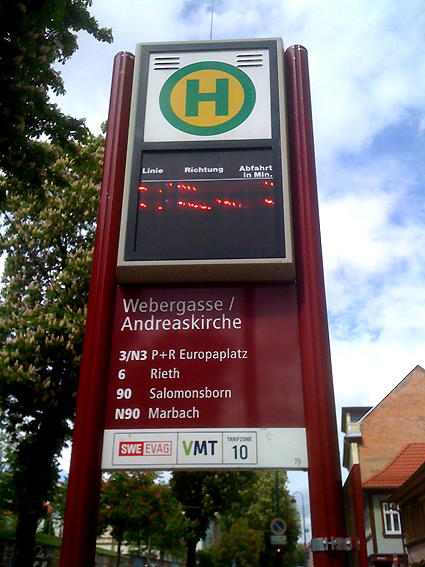 H
Linie Richtung Abfahrt
in Min.
Webergasse /
Andreaskirche
3/N3 P+R Europaplatz
6 Rieth
90 Salomonsborn
N90 Marbach
SWE EVAG VMT TARIFZONE
10
79